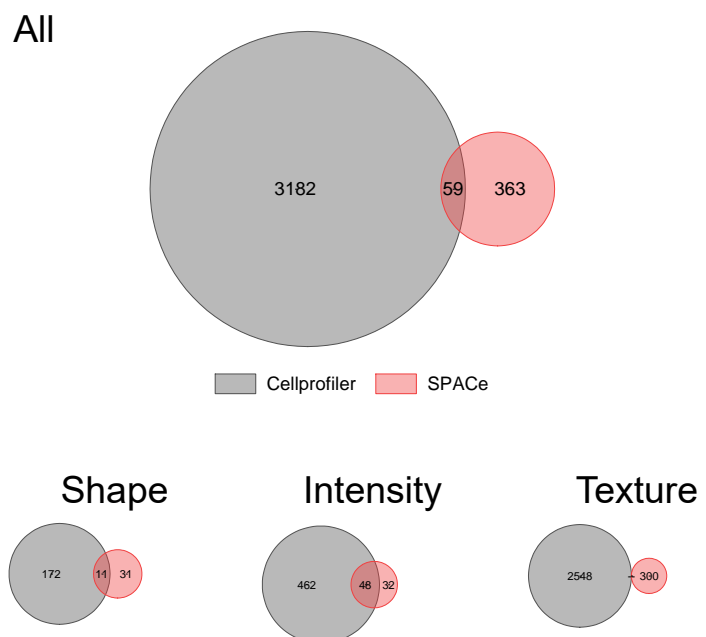 All
3182 59 363
Cellprofiler SPACe
Shape Intensity Texture
172 11 31 462 48 32 2548 300